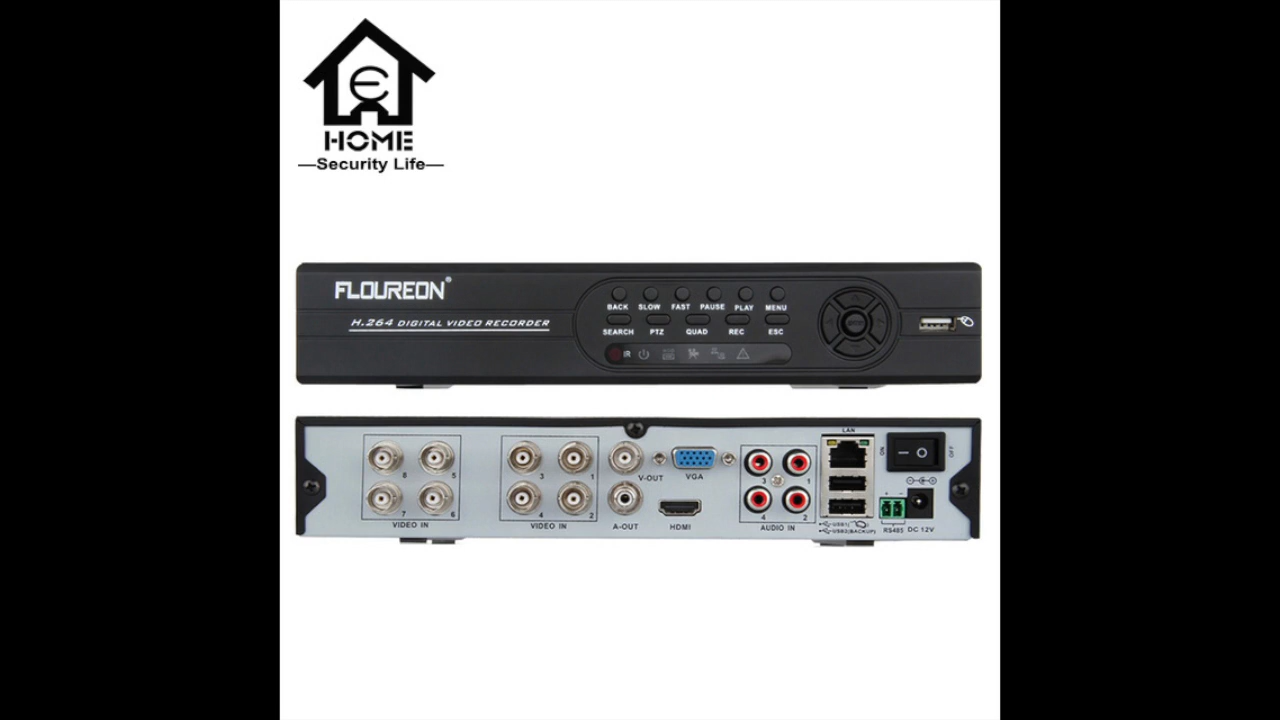 HOME
—Security Life—
FLOUREON®
H.264 DIGITAL VIDEO RECORDER
BACK SLOW FAST PAUSE PLAY MENU
SEARCH PTZ QUAD REC ESC
IR
LAN
ON OFF
8 5 3 1
V-OUT VGA
3 1
7 6 4 2
4 2
VIDEO IN VIDEO IN A-OUT HDMI AUDIO IN
USB1
USB2(BACKUP)
RS485 DC 12V